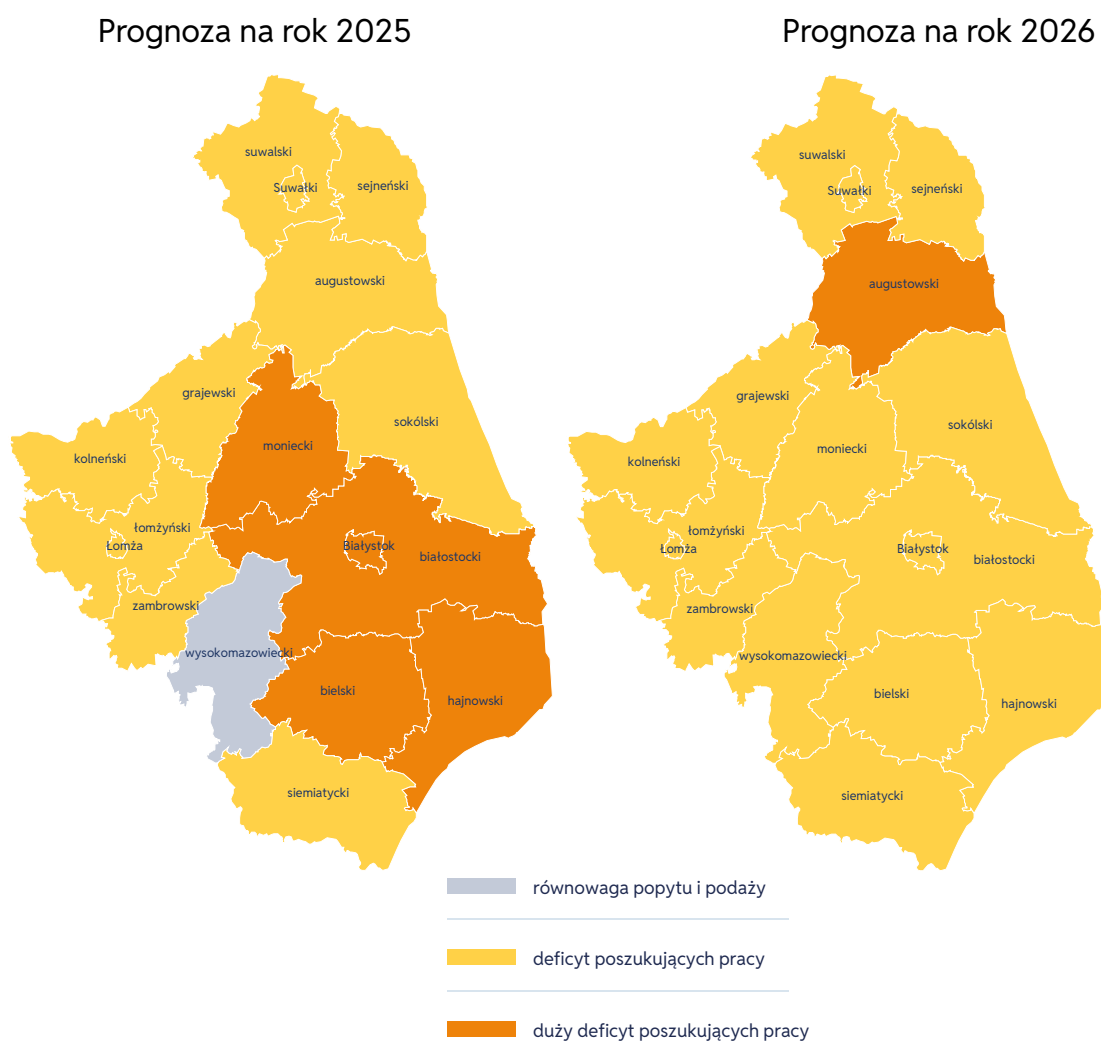 Prognoza na rok 2025
suwalski
Suwałki
sejneński
augustowski
grajewski
sokólski
moniecki
kolneński
łomżyński
Łomża
Białystok
białostocki
zambrowski
wysokomazowiecki
bielski
hajnowski
siemiatycki
Prognoza na rok 2026
suwalski
Suwałki
sejneński
augustowski
grajewski
sokólski
moniecki
kolneński
łomżyński
Łomża
Białystok
białostocki
zambrowski
wysokomazowiecki
bielski
hajnowski
siemiatycki
równowaga popytu i podaży
deficyt poszukujących pracy
duży deficyt poszukujących pracy